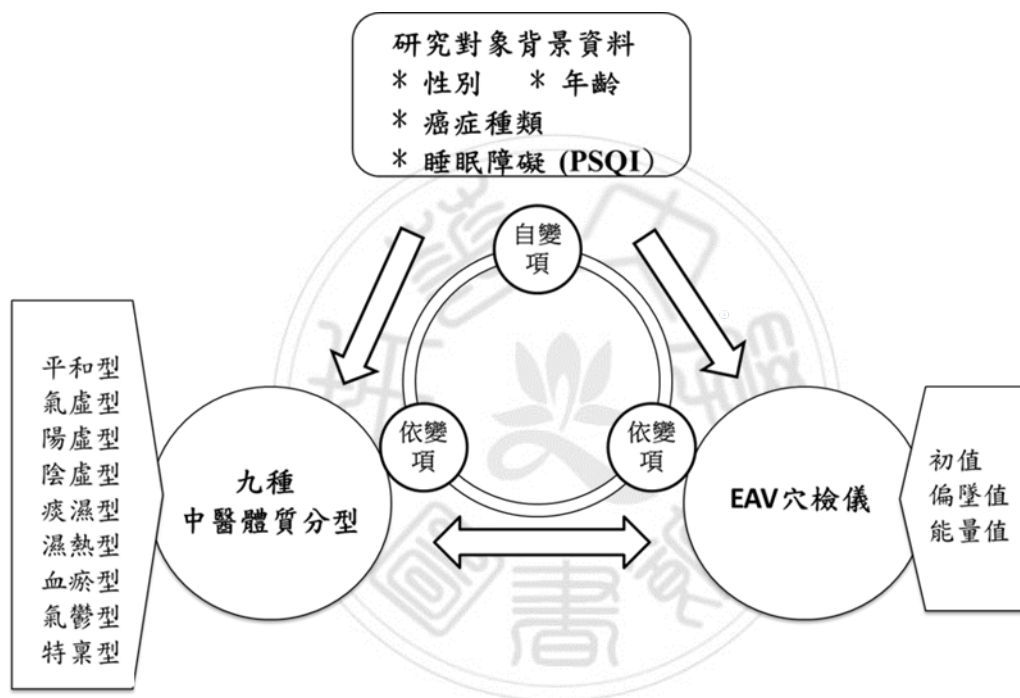 研究對象背景資料
* 性別 * 年齡
* 癌症種類
* 睡眠障礙 (PSQI)
自變
項
平和型
氣虛型
陽虛型
陰虛型
痰濕型
濕熱型
血瘀型
氣鬱型
特稟型
九種
中醫體質分型
依變
項
依變
項
EAV穴檢儀
初值
偏墜值
能量值
書